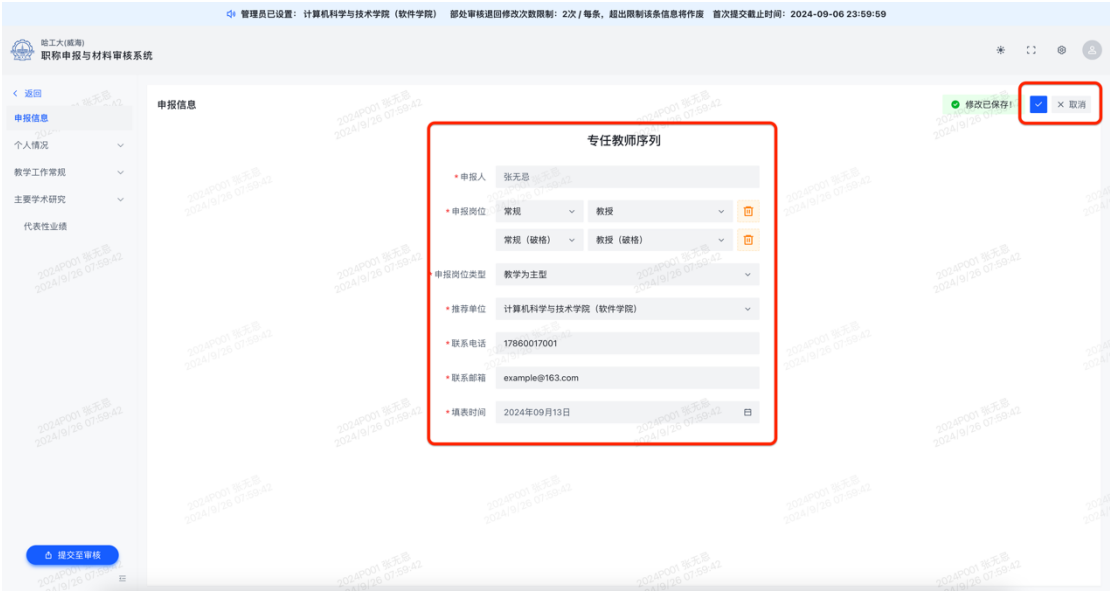 管理员已设置： 计算机科学与技术学院（软件学院） 部处审核退回修改次数限制：2次 / 每条，超出限制该条信息将作废 首次提交截止时间：2024-09-06 23:59:59
哈工大(威海)
职称申报与材料审核系统
返回
申报信息
个人情况
教学工作常规
主要学术研究
代表性业绩
提交至审核
申报信息
修改已保存!
取消
专任教师序列
* 申报人 张无忌
* 申报岗位 常规 教授
常规（破格） 教授（破格）
* 申报岗位类型 教学为主型
* 推荐单位 计算机科学与技术学院（软件学院）
* 联系电话 17860017001
* 联系邮箱 example@163.com
* 填表时间 2024年09月13日
2024P001 张无忌
2024/9/26 07:59:42